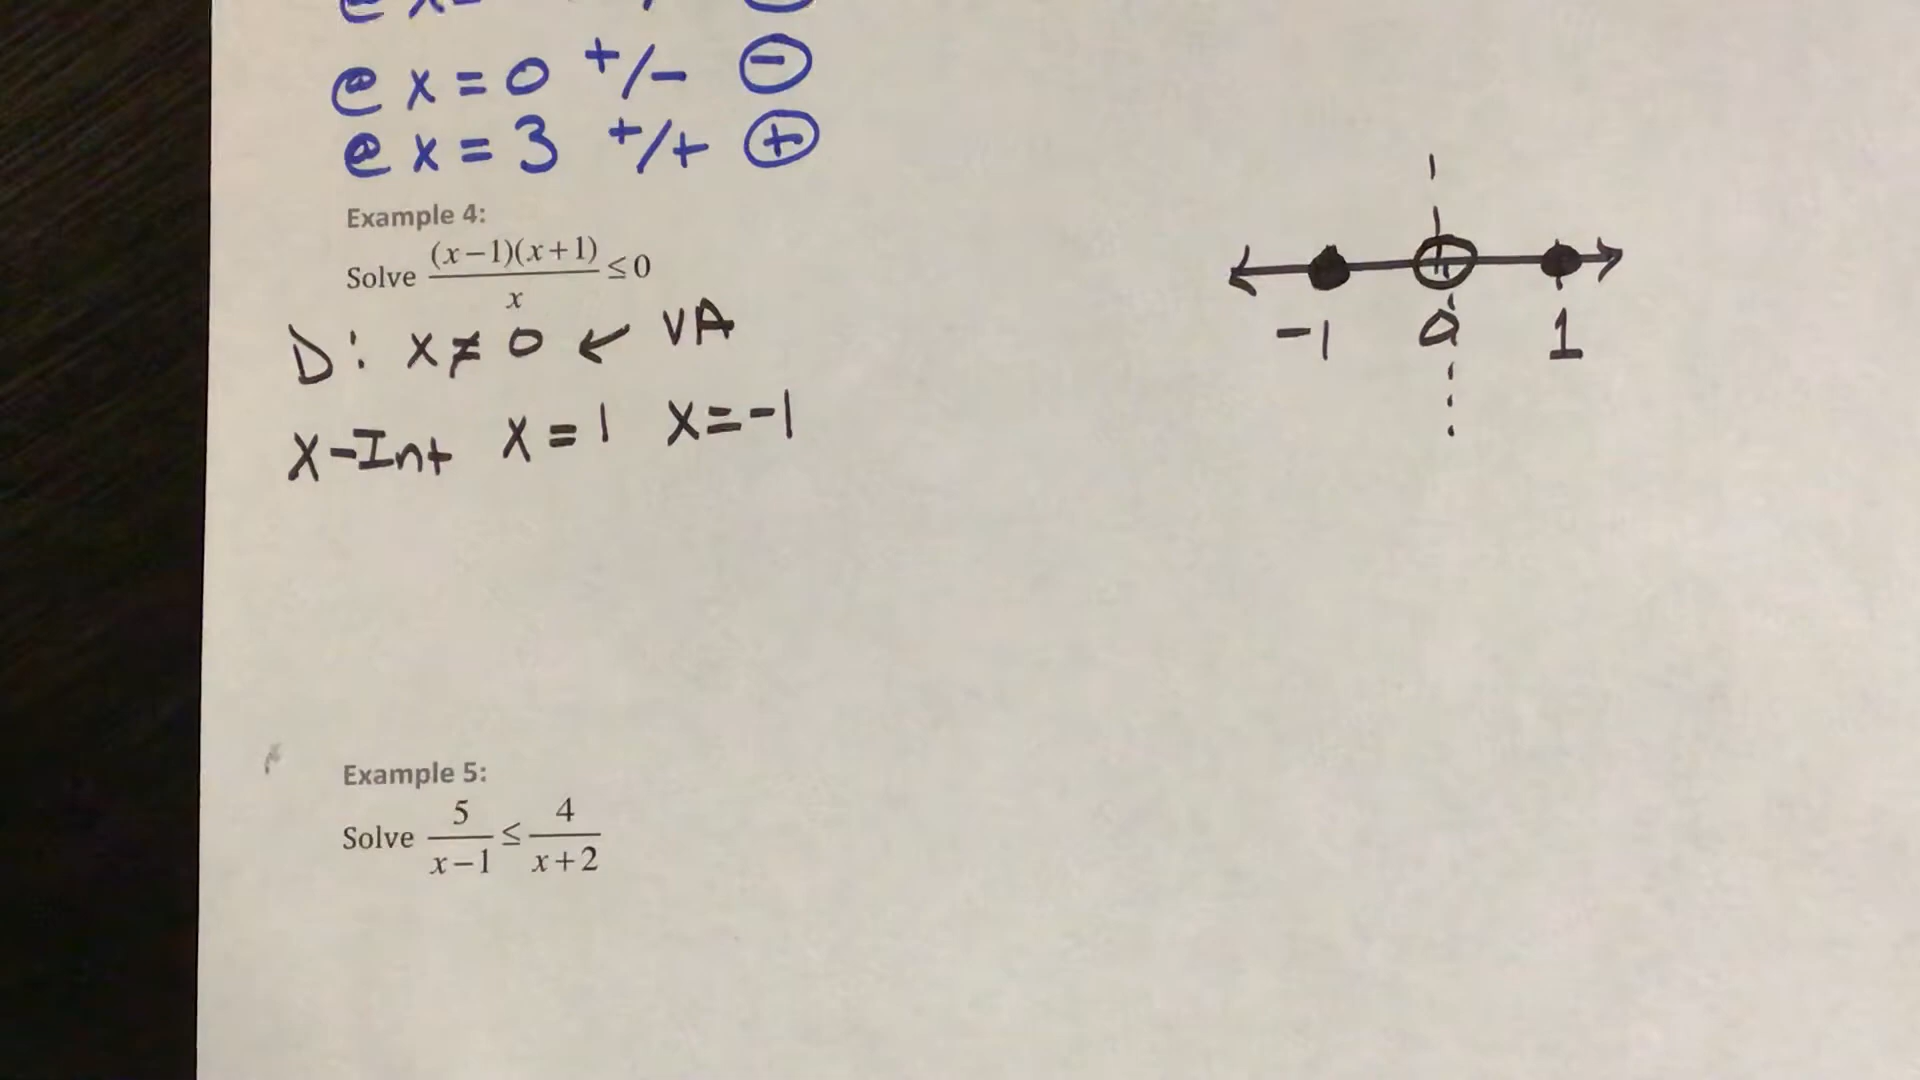 @ x = 0 +/- ⊖
@ x = 3 +/+ ⊕
Example 4:
Solve (x−1)(x+1)/x ≤ 0
D: x ≠ 0 ← VA
X-Int X = 1 X = -1
-1 0 1
Example 5:
Solve 5/(x−1) ≤ 4/(x+2)